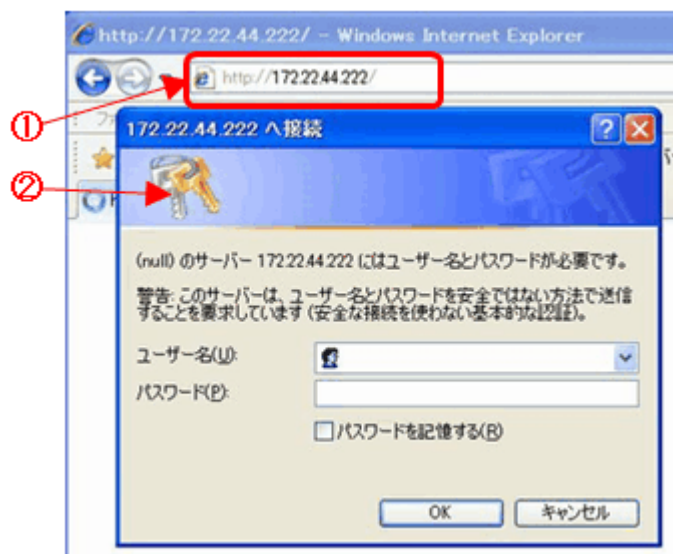 http://172.22.44.222/ - Windows Internet Explorer
http://172.22.44.222/
①
172.22.44.222 へ接続
②
(null) のサーバー 172.22.44.222 にはユーザー名とパスワードが必要です。
警告: このサーバーは、ユーザー名とパスワードを安全ではない方法で送信
することを要求しています (安全な接続を使わない基本的な認証)。
ユーザー名(U):
パスワード(P):
パスワードを記憶する(R)
OK
キャンセル